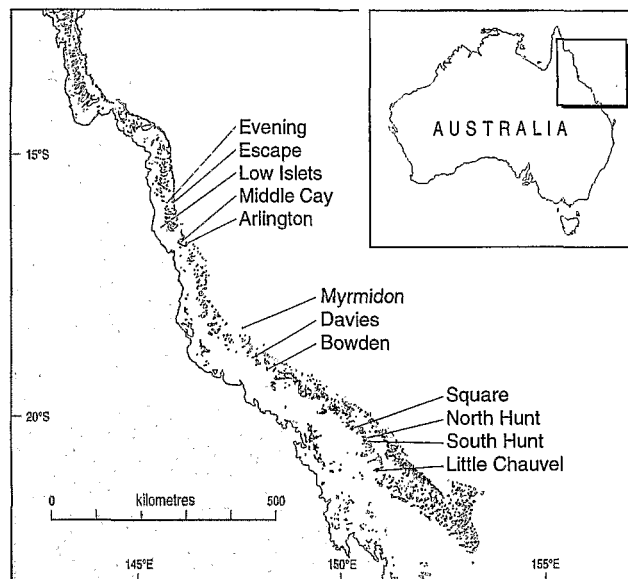 Evening
Escape
Low Islets
Middle Cay
Arlington
Myrmidon
Davies
Bowden
Square
North Hunt
South Hunt
Little Chauvel
AUSTRALIA
15°S
20°S
0 kilometres 500
145°E 150°E 155°E